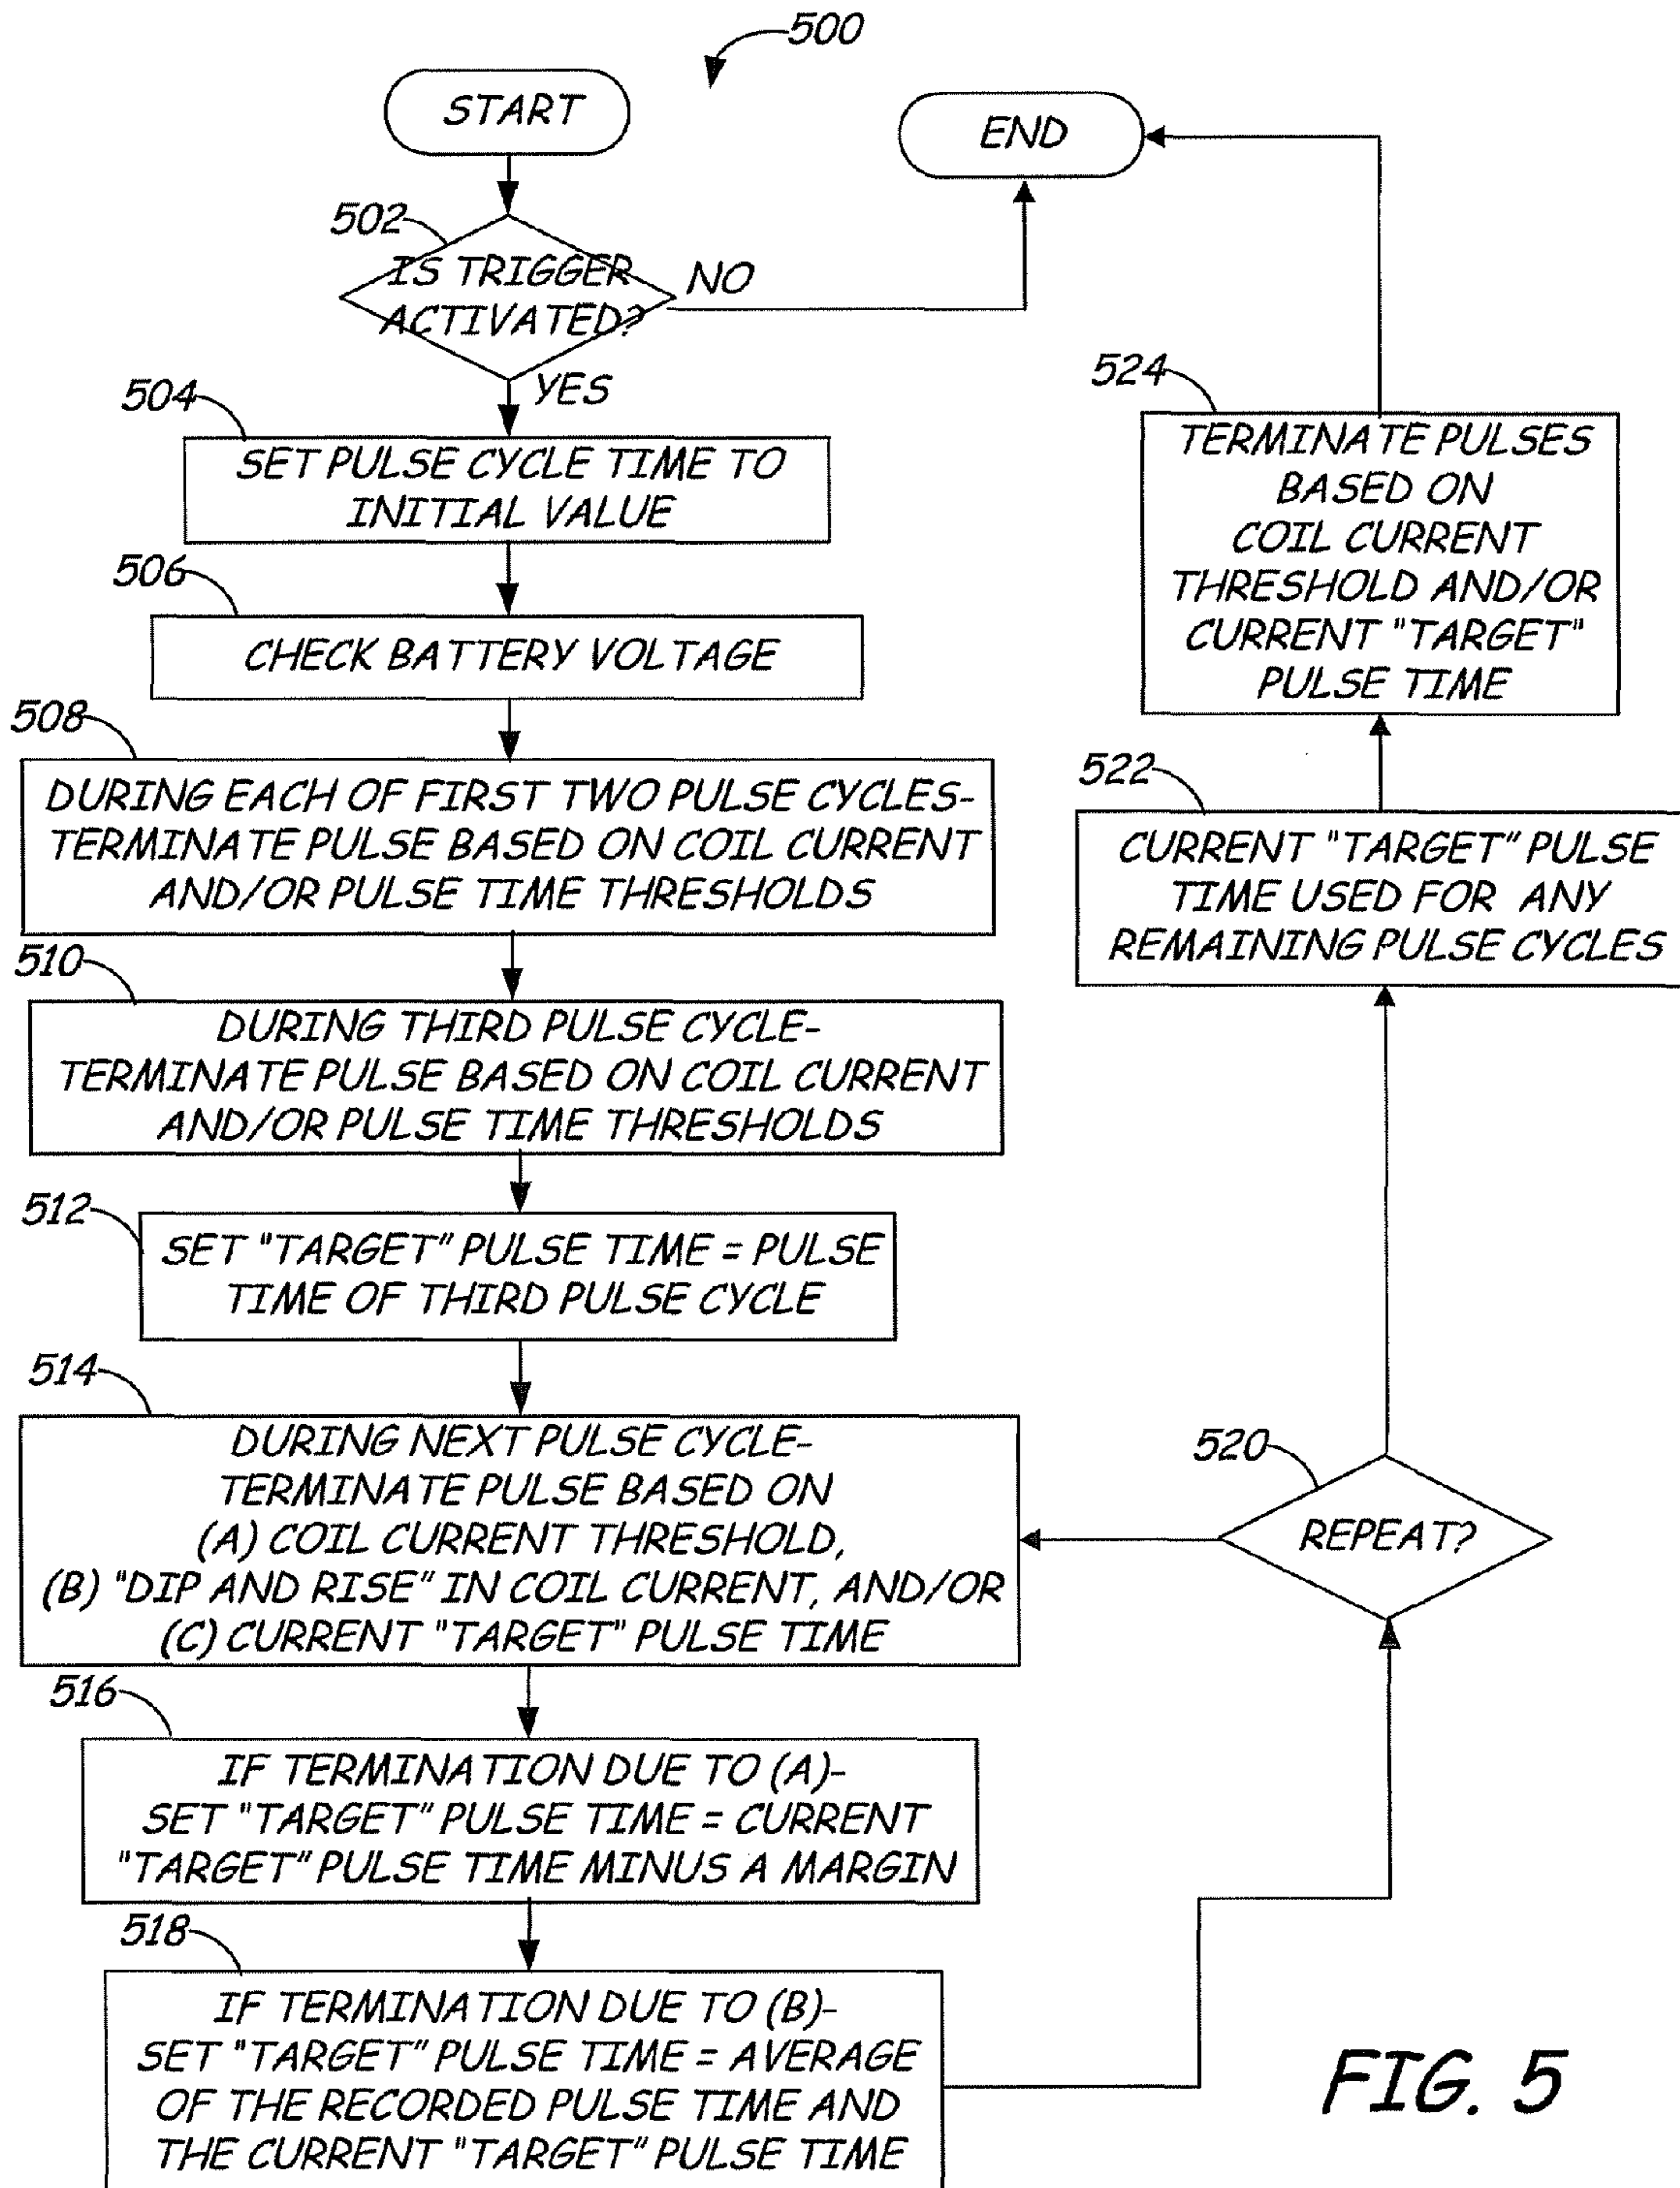 500
START
END
502
IS TRIGGER
ACTIVATED?
NO
YES
504
SET PULSE CYCLE TIME TO
INITIAL VALUE
506
CHECK BATTERY VOLTAGE
508
DURING EACH OF FIRST TWO PULSE CYCLES-
TERMINATE PULSE BASED ON COIL CURRENT
AND/OR PULSE TIME THRESHOLDS
510
DURING THIRD PULSE CYCLE-
TERMINATE PULSE BASED ON COIL CURRENT
AND/OR PULSE TIME THRESHOLDS
512
SET "TARGET" PULSE TIME = PULSE
TIME OF THIRD PULSE CYCLE
514
DURING NEXT PULSE CYCLE-
TERMINATE PULSE BASED ON
(A) COIL CURRENT THRESHOLD,
(B) "DIP AND RISE" IN COIL CURRENT, AND/OR
(C) CURRENT "TARGET" PULSE TIME
516
IF TERMINATION DUE TO (A)-
SET "TARGET" PULSE TIME = CURRENT
"TARGET" PULSE TIME MINUS A MARGIN
518
IF TERMINATION DUE TO (B)-
SET "TARGET" PULSE TIME = AVERAGE
OF THE RECORDED PULSE TIME AND
THE CURRENT "TARGET" PULSE TIME
520
REPEAT?
522
CURRENT "TARGET" PULSE
TIME USED FOR ANY
REMAINING PULSE CYCLES
524
TERMINATE PULSES
BASED ON
COIL CURRENT
THRESHOLD AND/OR
CURRENT "TARGET"
PULSE TIME
FIG. 5